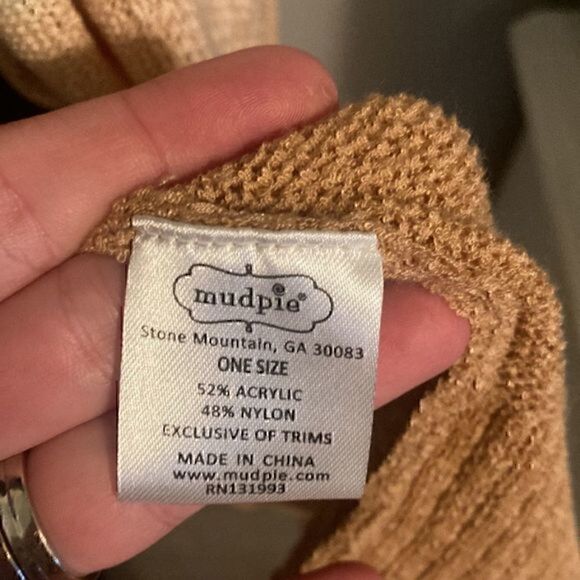 mudpie®
Stone Mountain, GA 30083
ONE SIZE
52% ACRYLIC
48% NYLON
EXCLUSIVE OF TRIMS
MADE IN CHINA
www.mudpie.com
RN131993